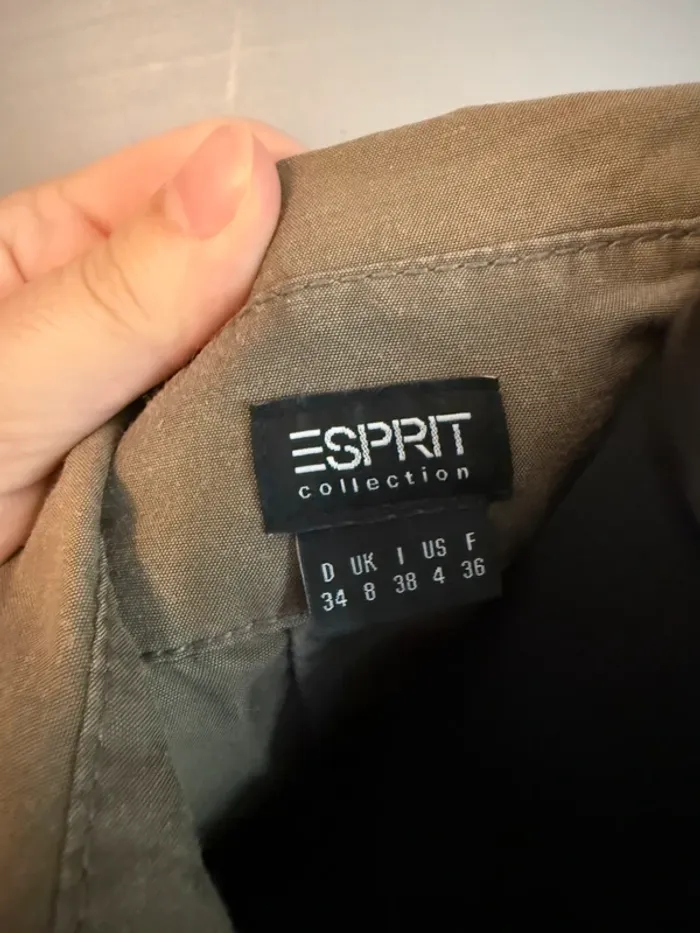 ESPRIT
collection
D UK I US F
34 8 38 4 36